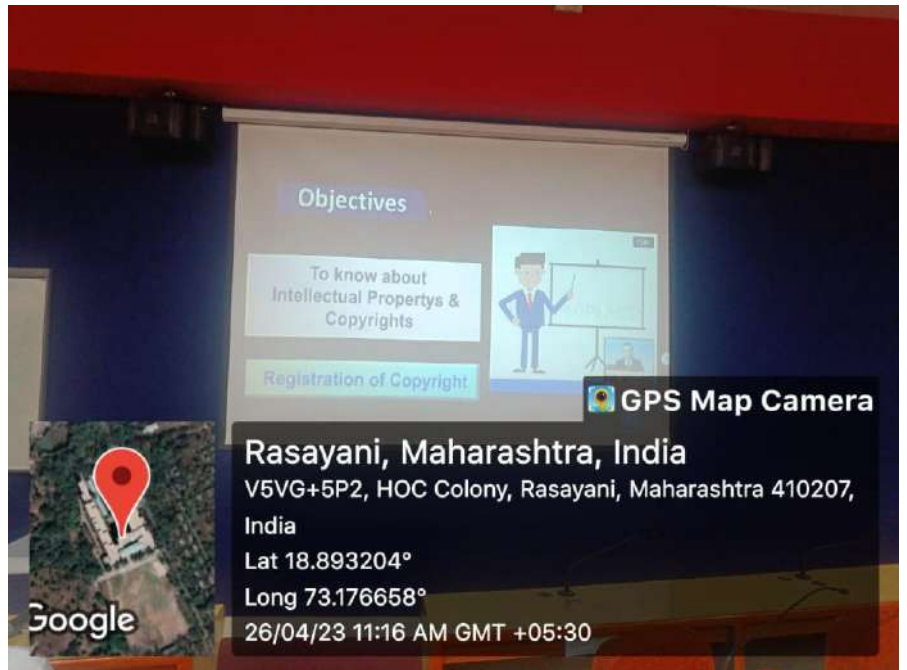 Objectives
To know about
Intellectual Propertys &
Copyrights
Registration of Copyright
GPS Map Camera
Rasayani, Maharashtra, India
V5VG+5P2, HOC Colony, Rasayani, Maharashtra 410207,
India
Lat 18.893204°
Long 73.176658°
26/04/23 11:16 AM GMT +05:30
Google